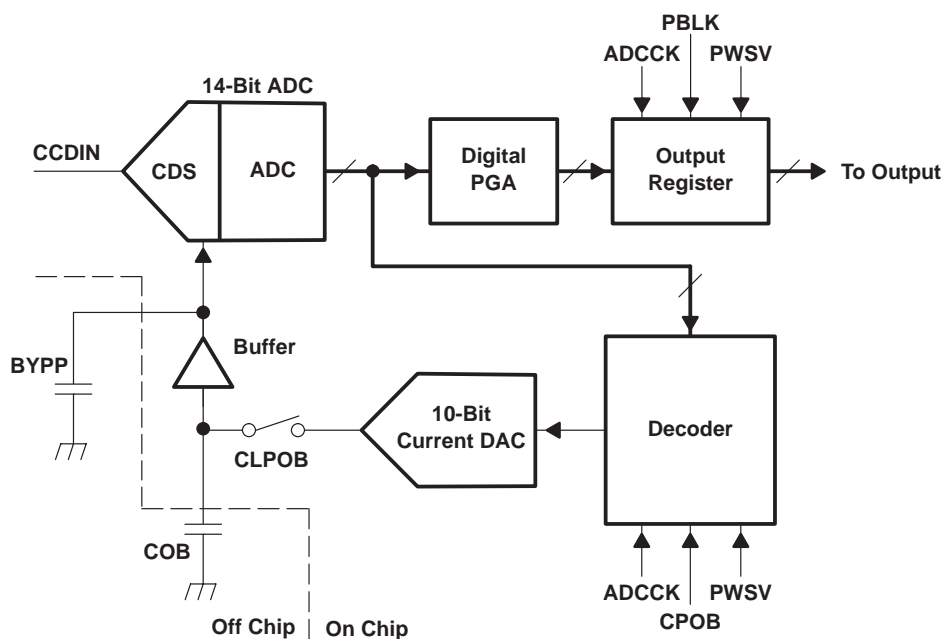 PBLK
ADCCK
PWSV
14-Bit ADC
CCDIN
CDS
ADC
Digital
PGA
Output
Register
To Output
BYPP
Buffer
10-Bit
Current DAC
CLPOB
Decoder
COB
ADCCK
CPOB
PWSV
Off Chip
On Chip